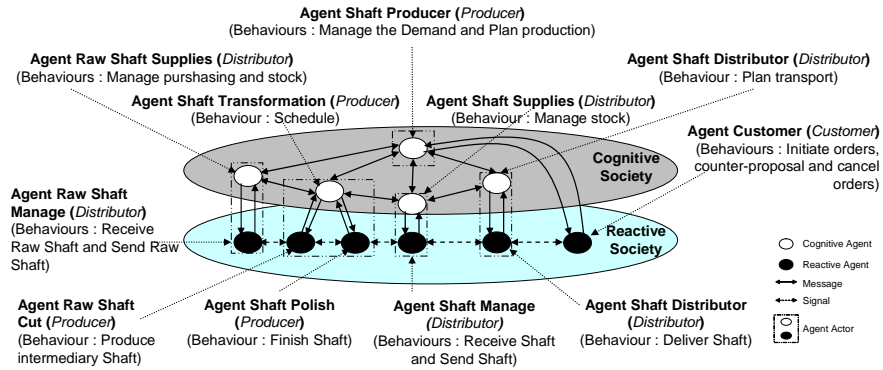 Agent Shaft Producer (Producer)
(Behaviours : Manage the Demand and Plan production)
Agent Raw Shaft Supplies (Distributor)
(Behaviours : Manage purshasing and stock)
Agent Shaft Distributor (Distributor)
(Behaviour : Plan transport)
Agent Shaft Transformation (Producer)
(Behaviour : Schedule)
Agent Shaft Supplies (Distributor)
(Behaviour : Manage stock)
Agent Customer (Customer)
(Behaviours : Initiate orders,
counter-proposal and cancel
orders)
Cognitive
Society
Agent Raw Shaft
Manage (Distributor)
(Behaviours : Receive
Raw Shaft and Send Raw
Shaft)
Reactive
Society
Cognitive Agent
Reactive Agent
Message
Signal
Agent Actor
Agent Raw Shaft
Cut (Producer)
(Behaviour : Produce
intermediary Shaft)
Agent Shaft Polish
(Producer)
(Behaviour : Finish Shaft)
Agent Shaft Manage
(Distributor)
(Behaviours : Receive Shaft
and Send Shaft)
Agent Shaft Distributor
(Distributor)
(Behaviour : Deliver Shaft)